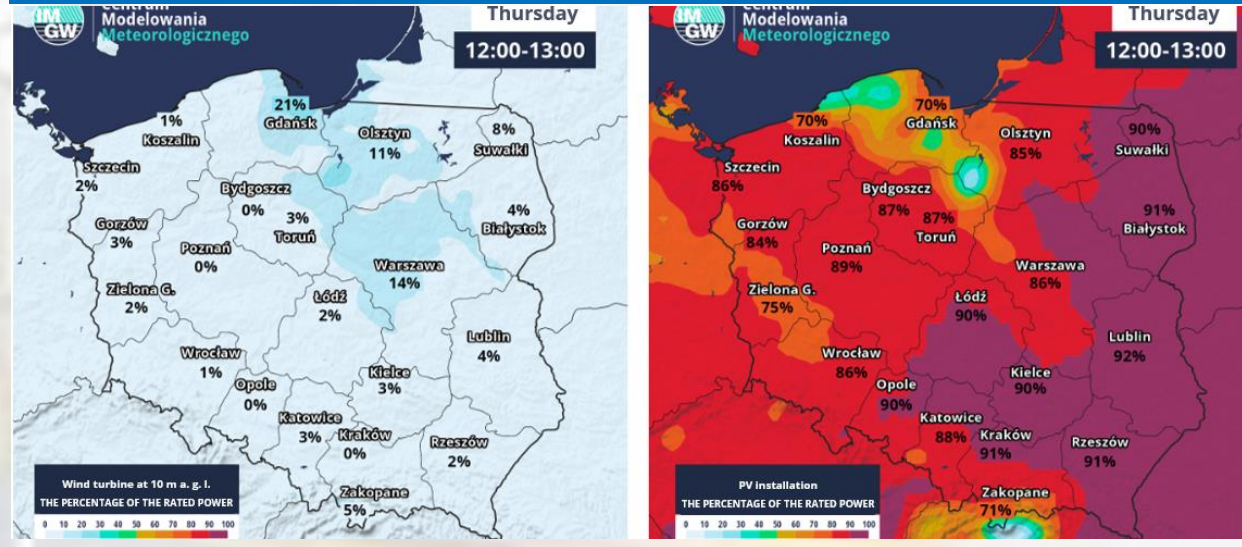 IM
GW
Centrum
Modelowania
Meteorologicznego
Thursday
12:00-13:00
21%
Gdańsk
1%
Koszalin
Olsztyn
11%
8%
Suwałki
Szczecin
2%
Bydgoszcz
0%
3%
Toruń
4%
Białystok
Gorzów
3%
Poznań
0%
Warszawa
14%
Zielona G.
2%
Łódź
2%
Lublin
4%
Wrocław
1%
Opole
0%
Kielce
3%
Katowice
3%
Kraków
0%
Rzeszów
2%
Zakopane
5%
Wind turbine at 10 m a. g. l.
THE PERCENTAGE OF THE RATED POWER
0 10 20 30 40 50 60 70 80 90 100
IM
GW
Centrum
Modelowania
Meteorologicznego
Thursday
12:00-13:00
70%
Gdańsk
70%
Koszalin
Olsztyn
85%
90%
Suwałki
Szczecin
86%
Bydgoszcz
87%
87%
Toruń
91%
Białystok
Gorzów
84%
Poznań
89%
Warszawa
86%
Zielona G.
75%
Łódź
90%
Lublin
92%
Wrocław
86%
Opole
90%
Kielce
90%
Katowice
88%
Kraków
91%
Rzeszów
91%
Zakopane
71%
PV installation
THE PERCENTAGE OF THE RATED POWER
0 10 20 30 40 50 60 70 80 90 100